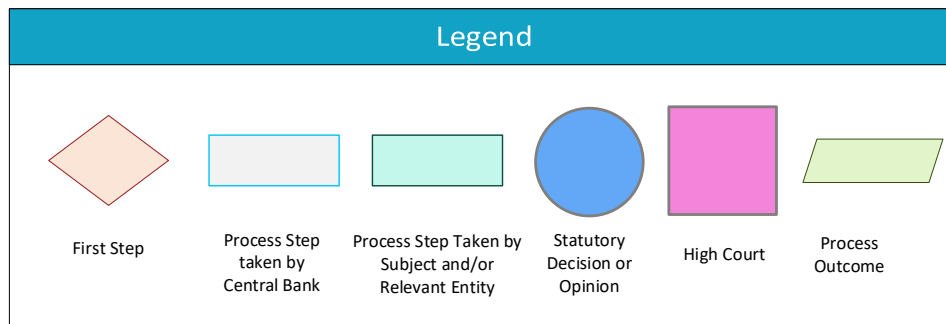 Legend
First Step
Process Step
taken by
Central Bank
Process Step Taken by
Subject and/or
Relevant Entity
Statutory
Decision or
Opinion
High Court
Process
Outcome